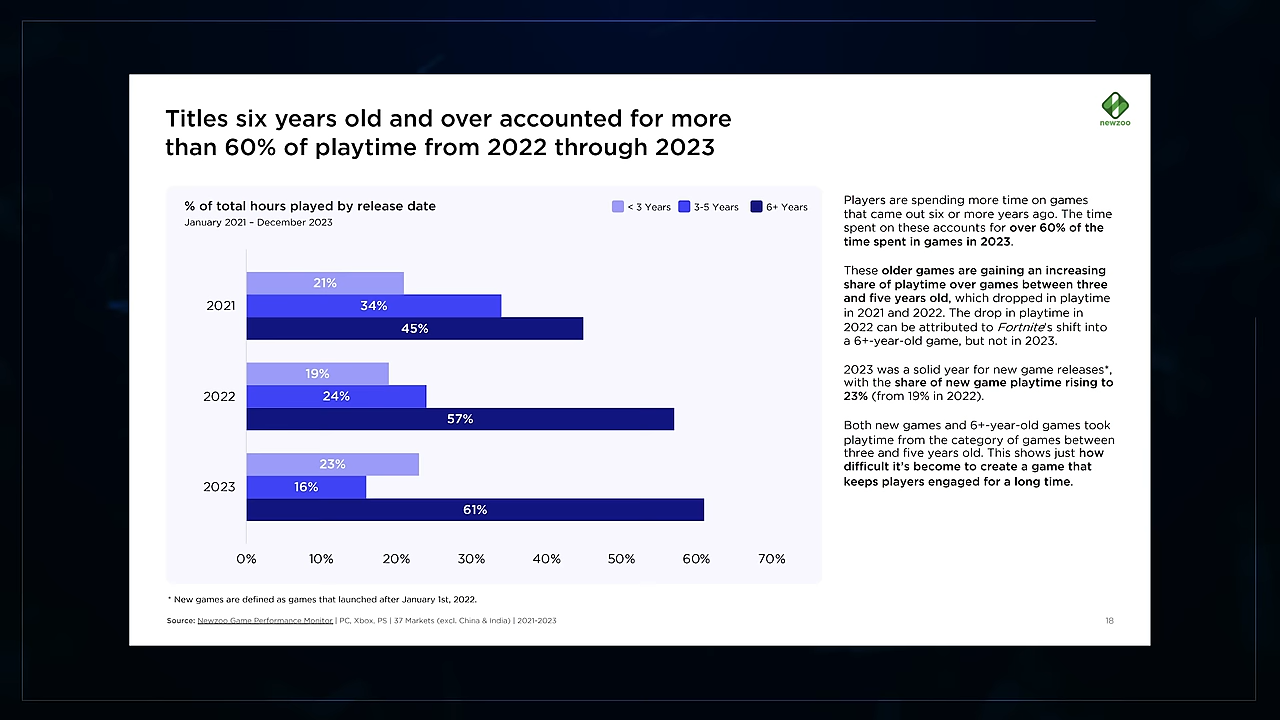 Titles six years old and over accounted for more
than 60% of playtime from 2022 through 2023
newzoo
% of total hours played by release date
January 2021 – December 2023
< 3 Years 3-5 Years 6+ Years
2021
21%
34%
45%
2022
19%
24%
57%
2023
23%
16%
61%
0% 10% 20% 30% 40% 50% 60% 70%
Players are spending more time on games
that came out six or more years ago. The time
spent on these accounts for over 60% of the
time spent in games in 2023.
These older games are gaining an increasing
share of playtime over games between three
and five years old, which dropped in playtime
in 2021 and 2022. The drop in playtime in
2022 can be attributed to Fortnite's shift into
a 6+-year-old game, but not in 2023.
2023 was a solid year for new game releases*,
with the share of new game playtime rising to
23% (from 19% in 2022).
Both new games and 6+-year-old games took
playtime from the category of games between
three and five years old. This shows just how
difficult it's become to create a game that
keeps players engaged for a long time.
* New games are defined as games that launched after January 1st, 2022.
Source: Newzoo Game Performance Monitor | PC, Xbox, PS | 37 Markets (excl. China & India) | 2021-2023
18